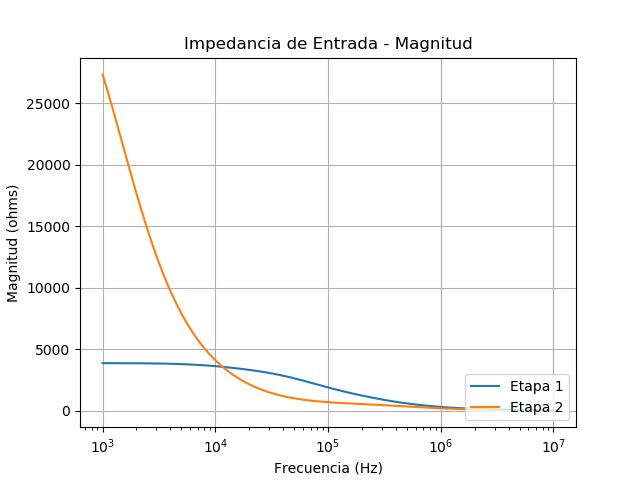 Impedancia de Entrada - Magnitud
Magnitud (ohms)
25000
20000
15000
10000
5000
0
Etapa 1
Etapa 2
10³
10⁴
10⁵
10⁶
10⁷
Frecuencia (Hz)